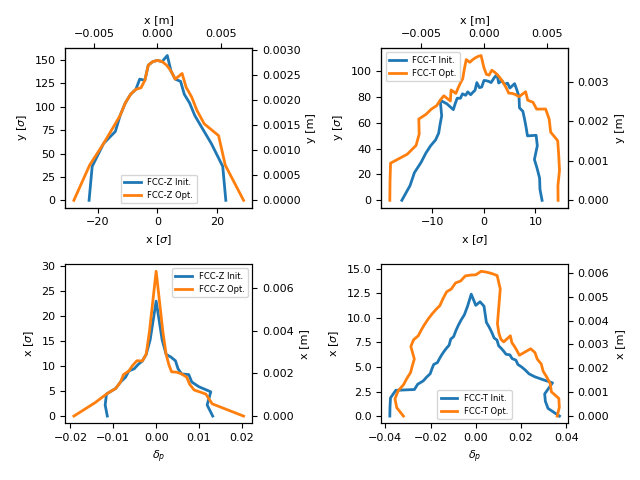 x [m]
−0.005 0.000 0.005
150
125
100
75
50
25
0
y [σ]
0.0030
0.0025
0.0020
0.0015
0.0010
0.0005
0.0000
y [m]
FCC-Z Init.
FCC-Z Opt.
−20 0 20
x [σ]
x [m]
−0.005 0.000 0.005
100
80
60
40
20
0
y [σ]
0.003
0.002
0.001
0.000
y [m]
FCC-T Init.
FCC-T Opt.
−10 0 10
x [σ]
30
25
20
15
10
5
0
x [σ]
0.006
0.004
0.002
0.000
x [m]
FCC-Z Init.
FCC-Z Opt.
−0.02 −0.01 0.00 0.01 0.02
δp
15.0
12.5
10.0
7.5
5.0
2.5
0.0
x [σ]
0.006
0.005
0.004
0.003
0.002
0.001
0.000
x [m]
FCC-T Init.
FCC-T Opt.
−0.04 −0.02 0.00 0.02 0.04
δp